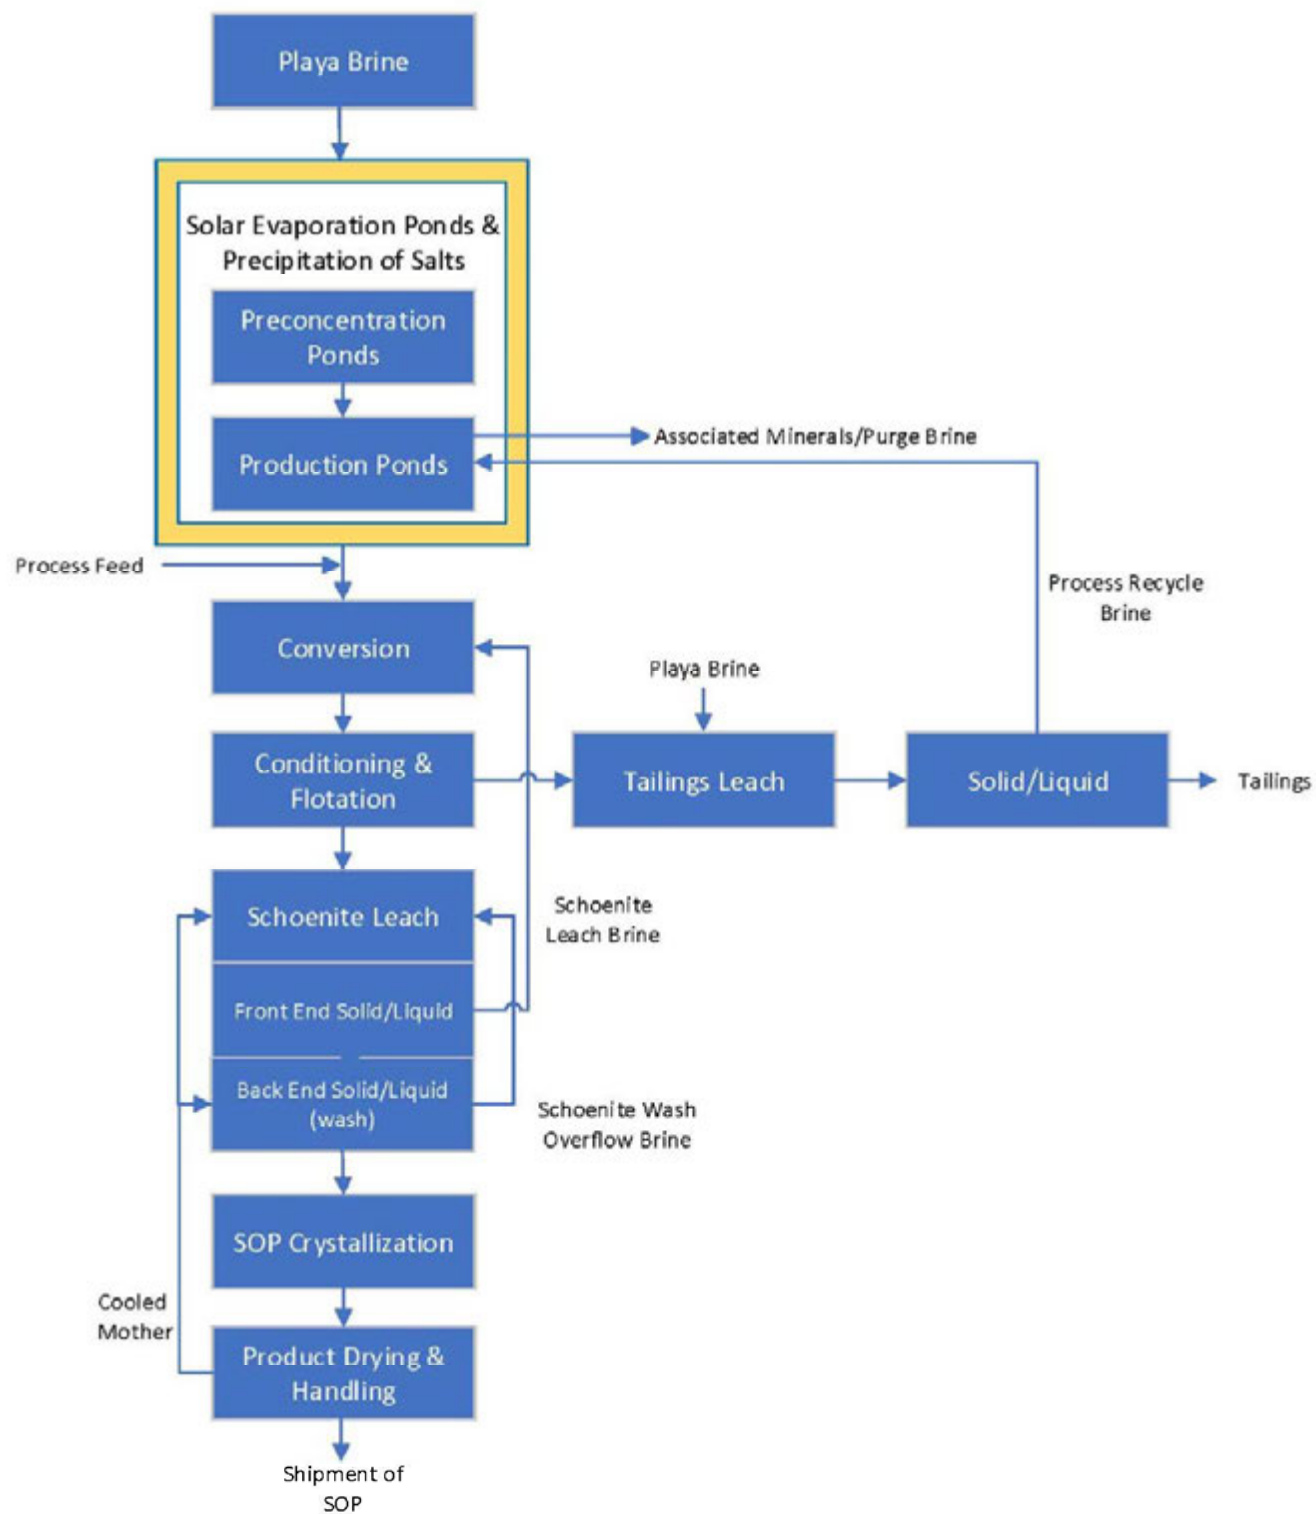 Playa Brine
Solar Evaporation Ponds &
Precipitation of Salts
Preconcentration
Ponds
Production Ponds
Associated Minerals/Purge Brine
Process Feed
Process Recycle
Brine
Conversion
Playa Brine
Conditioning &
Flotation
Tailings Leach
Solid/Liquid
Tailings
Schoenite Leach
Schoenite
Leach Brine
Front End Solid/Liquid
Back End Solid/Liquid
(wash)
Schoenite Wash
Overflow Brine
SOP Crystallization
Cooled
Mother
Product Drying &
Handling
Shipment of
SOP